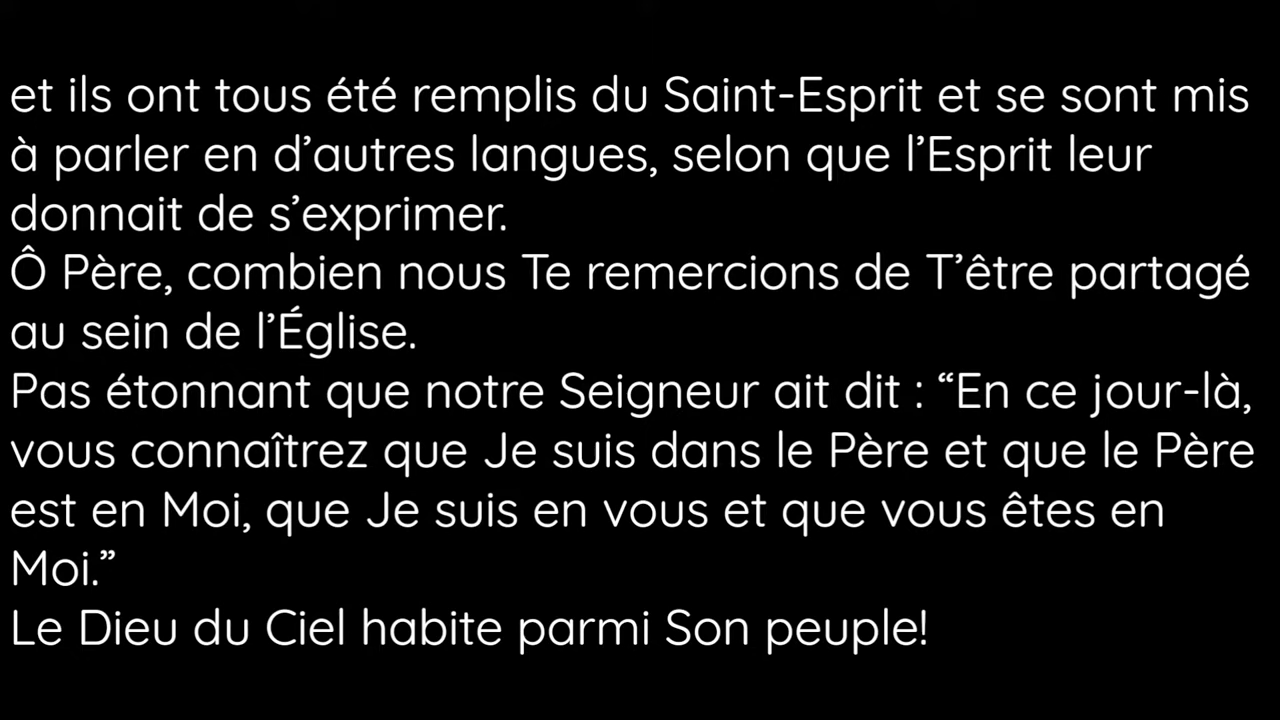 et ils ont tous été remplis du Saint-Esprit et se sont mis
à parler en d’autres langues, selon que l’Esprit leur
donnait de s’exprimer.
Ô Père, combien nous Te remercions de T’être partagé
au sein de l’Église.
Pas étonnant que notre Seigneur ait dit : “En ce jour-là,
vous connaîtrez que Je suis dans le Père et que le Père
est en Moi, que Je suis en vous et que vous êtes en
Moi.”
Le Dieu du Ciel habite parmi Son peuple!